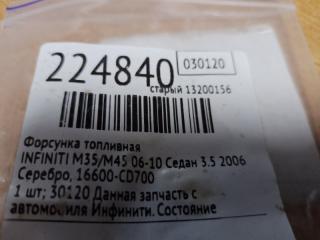 224840
030120
старый 13200156
Форсунка топливная
INFINITI M35/M45 06-10 Седан 3.5 2006
Серебро, 16600-CD700
1 шт; 30120 Данная запчасть с
автомобиля Инфинити. Состояние